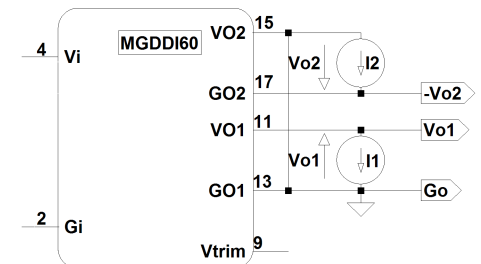 15
VO2
MGDDI60
4
Vi
Vo2
I2
17
GO2
-Vo2
11
VO1
Vo1
Vo1
I1
13
GO1
Go
2
Gi
9
Vtrim